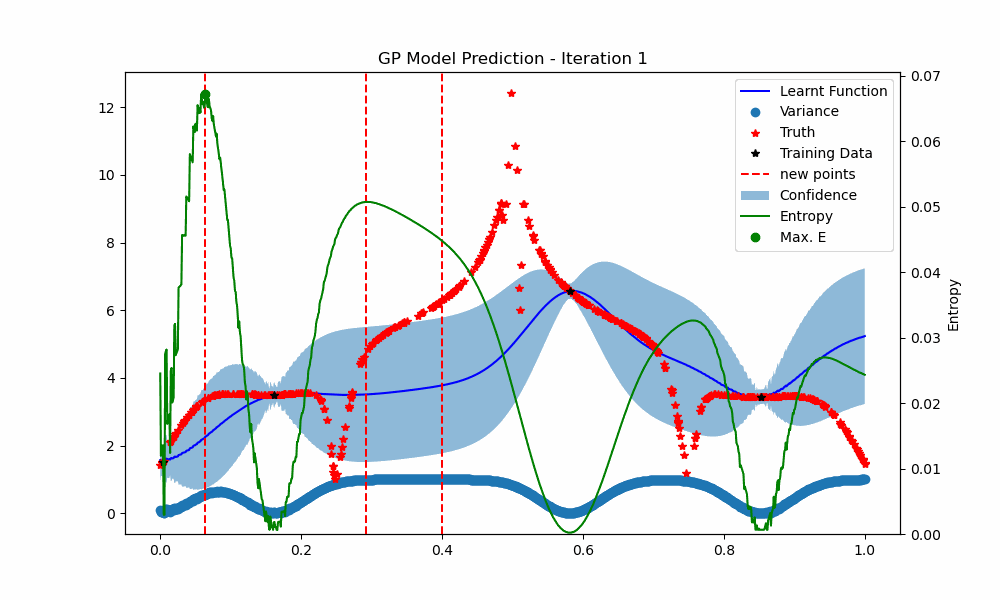 GP Model Prediction - Iteration 1
Learnt Function
Variance
Truth
Training Data
new points
Confidence
Entropy
Max. E
12
10
8
6
4
2
0
0.0
0.2
0.4
0.6
0.8
1.0
0.07
0.06
0.05
0.04
0.03
0.02
0.01
0.00
Entropy